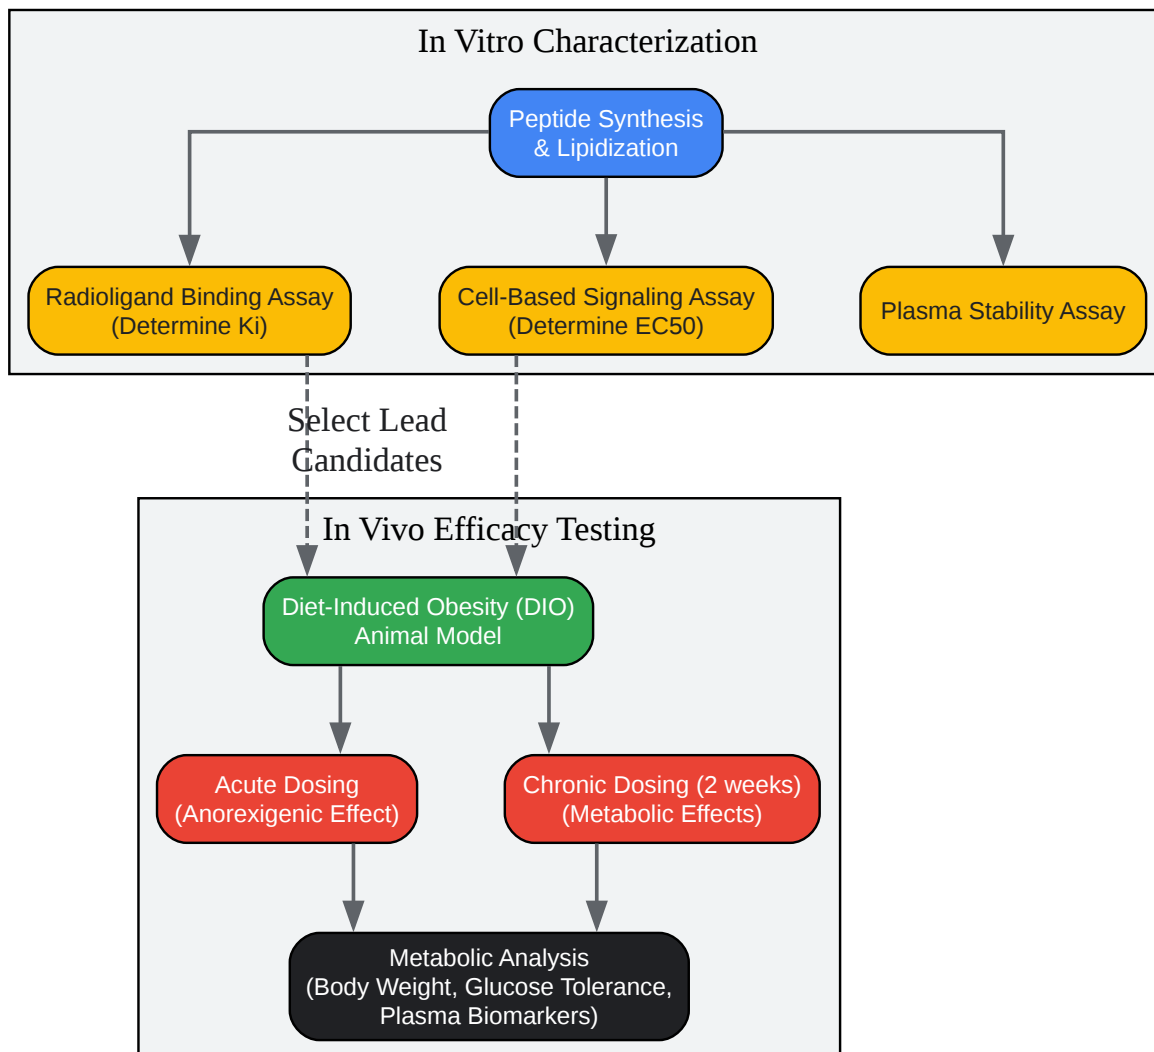 In Vitro Characterization
Peptide Synthesis
& Lipidization
Radioligand Binding Assay
(Determine Ki)
Cell-Based Signaling Assay
(Determine EC50)
Plasma Stability Assay
Select Lead
Candidates
In Vivo Efficacy Testing
Diet-Induced Obesity (DIO)
Animal Model
Acute Dosing
(Anorexigenic Effect)
Chronic Dosing (2 weeks)
(Metabolic Effects)
Metabolic Analysis
(Body Weight, Glucose Tolerance,
Plasma Biomarkers)